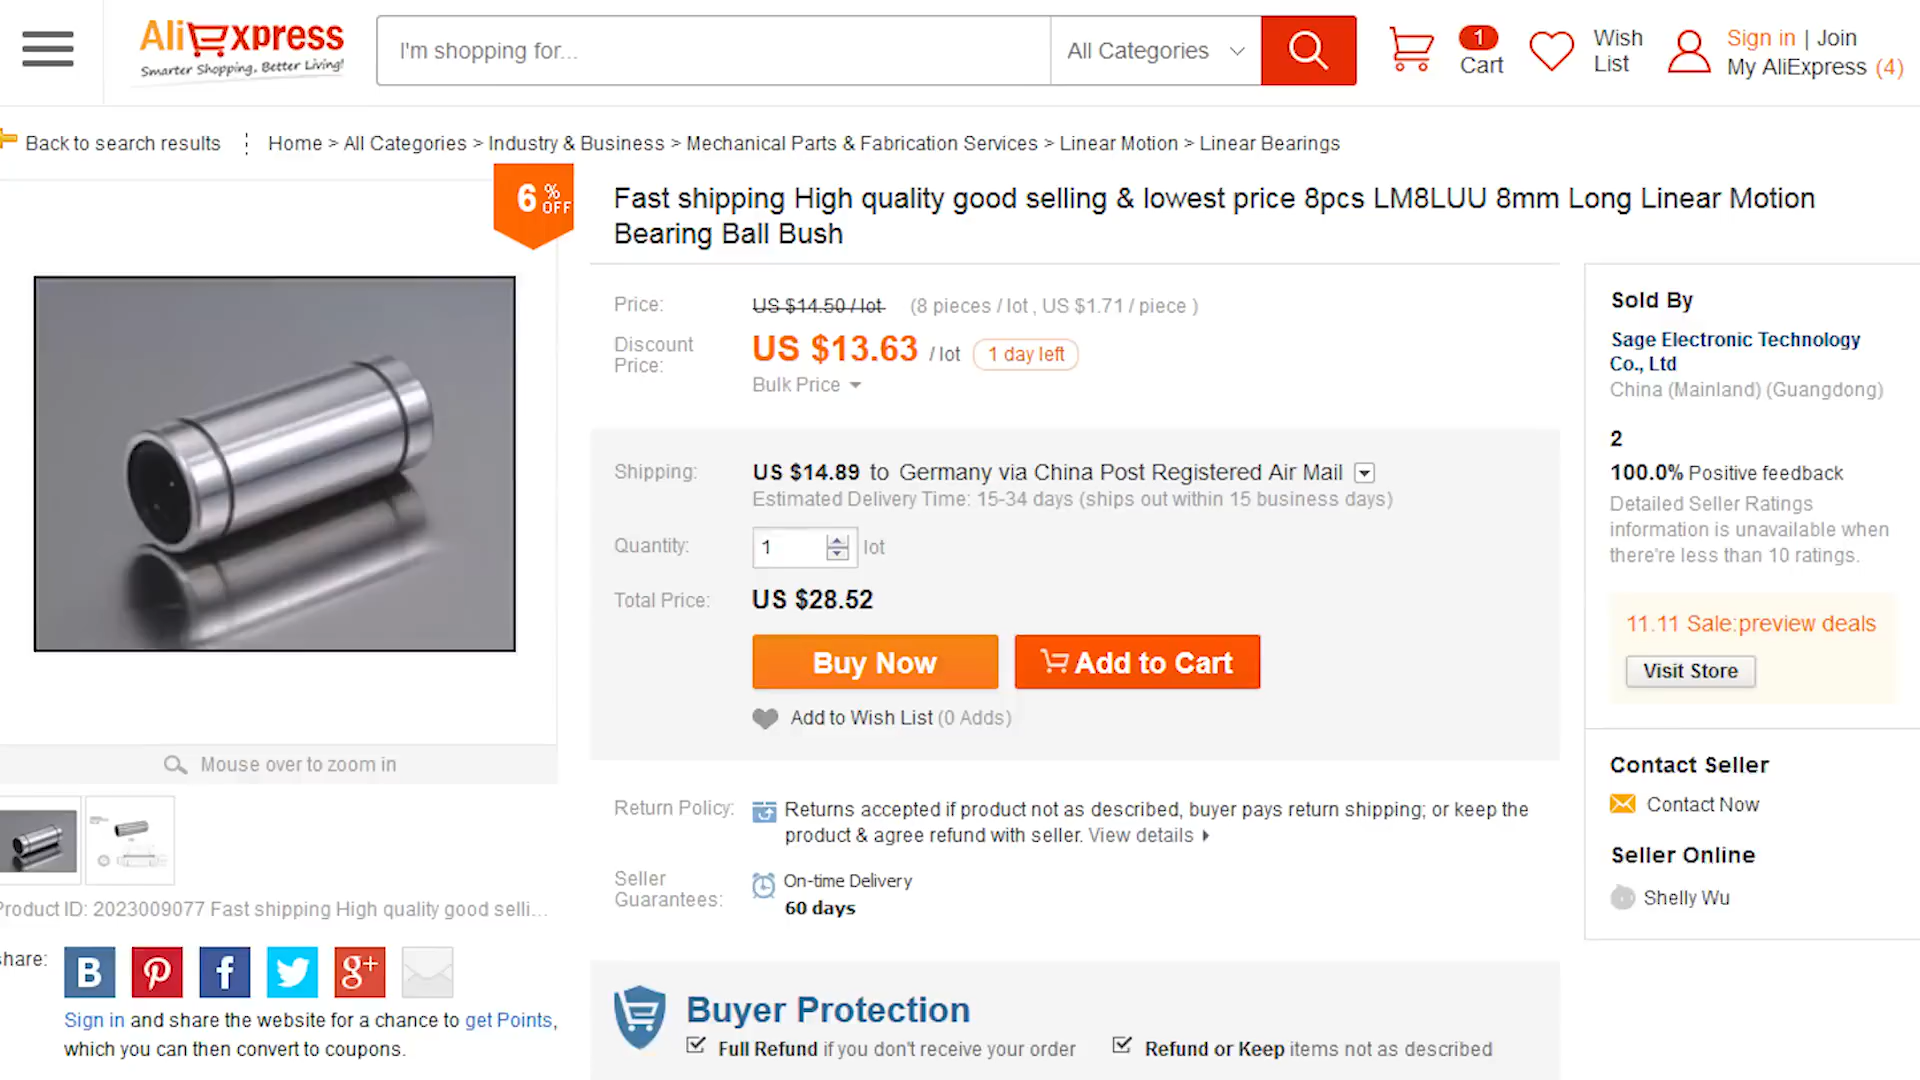 AliExpress
Smarter Shopping, Better Living!
I'm shopping for...
All Categories
1
Cart
Wish
List
Sign in | Join
My AliExpress (4)
Back to search results
Home > All Categories > Industry & Business > Mechanical Parts & Fabrication Services > Linear Motion > Linear Bearings
6 % OFF
Fast shipping High quality good selling & lowest price 8pcs LM8LUU 8mm Long Linear Motion
Bearing Ball Bush
Price: US $14.50 / lot (8 pieces / lot , US $1.71 / piece )
Discount
Price:
US $13.63 / lot 1 day left
Bulk Price
Shipping: US $14.89 to Germany via China Post Registered Air Mail
Estimated Delivery Time: 15-34 days (ships out within 15 business days)
Quantity: 1 lot
Total Price: US $28.52
Buy Now
Add to Cart
Add to Wish List (0 Adds)
Return Policy: Returns accepted if product not as described, buyer pays return shipping; or keep the
product & agree refund with seller. View details
Seller
Guarantees:
On-time Delivery
60 days
Buyer Protection
Full Refund if you don't receive your order
Refund or Keep items not as described
Sold By
Sage Electronic Technology
Co., Ltd
China (Mainland) (Guangdong)
2
100.0% Positive feedback
Detailed Seller Ratings
information is unavailable when
there're less than 10 ratings.
11.11 Sale:preview deals
Visit Store
Contact Seller
Contact Now
Seller Online
Shelly Wu
Mouse over to zoom in
Product ID: 2023009077 Fast shipping High quality good selli...
hare:
B
f
g+
Sign in and share the website for a chance to get Points,
which you can then convert to coupons.